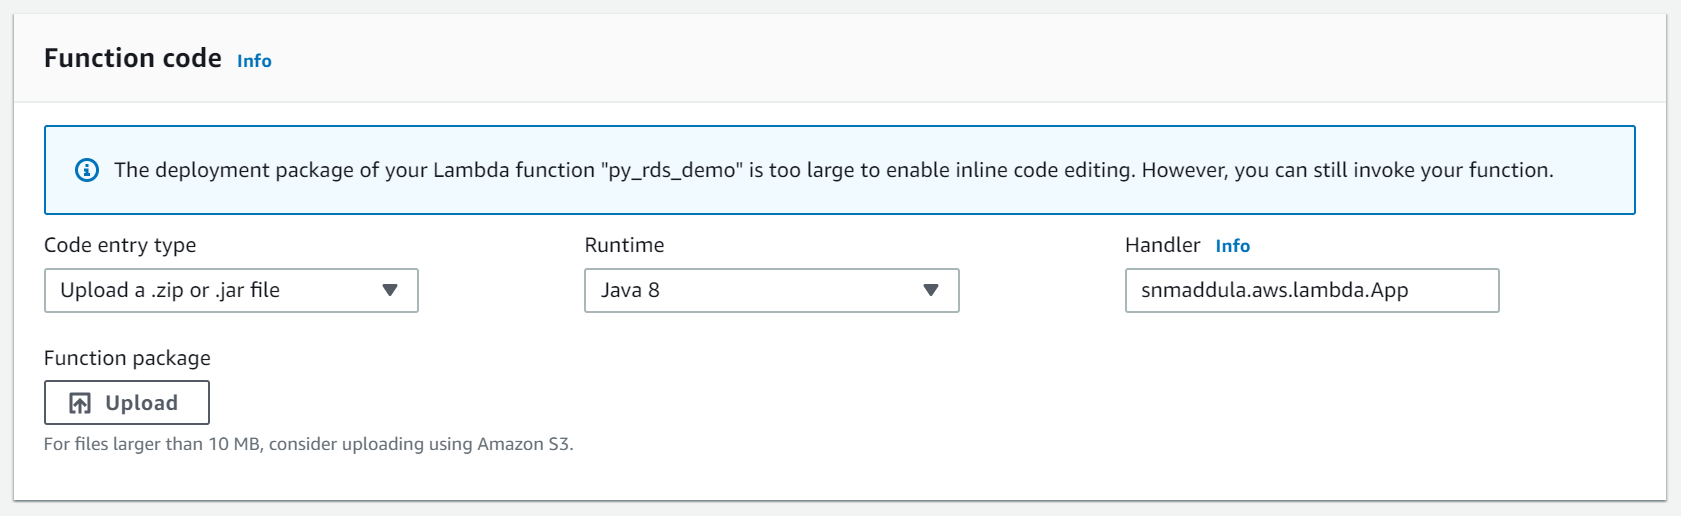 Function code Info
The deployment package of your Lambda function "py_rds_demo" is too large to enable inline code editing. However, you can still invoke your function.
Code entry type
Runtime
Handler Info
Upload a .zip or .jar file
Java 8
snmaddula.aws.lambda.App
Function package
Upload
For files larger than 10 MB, consider uploading using Amazon S3.